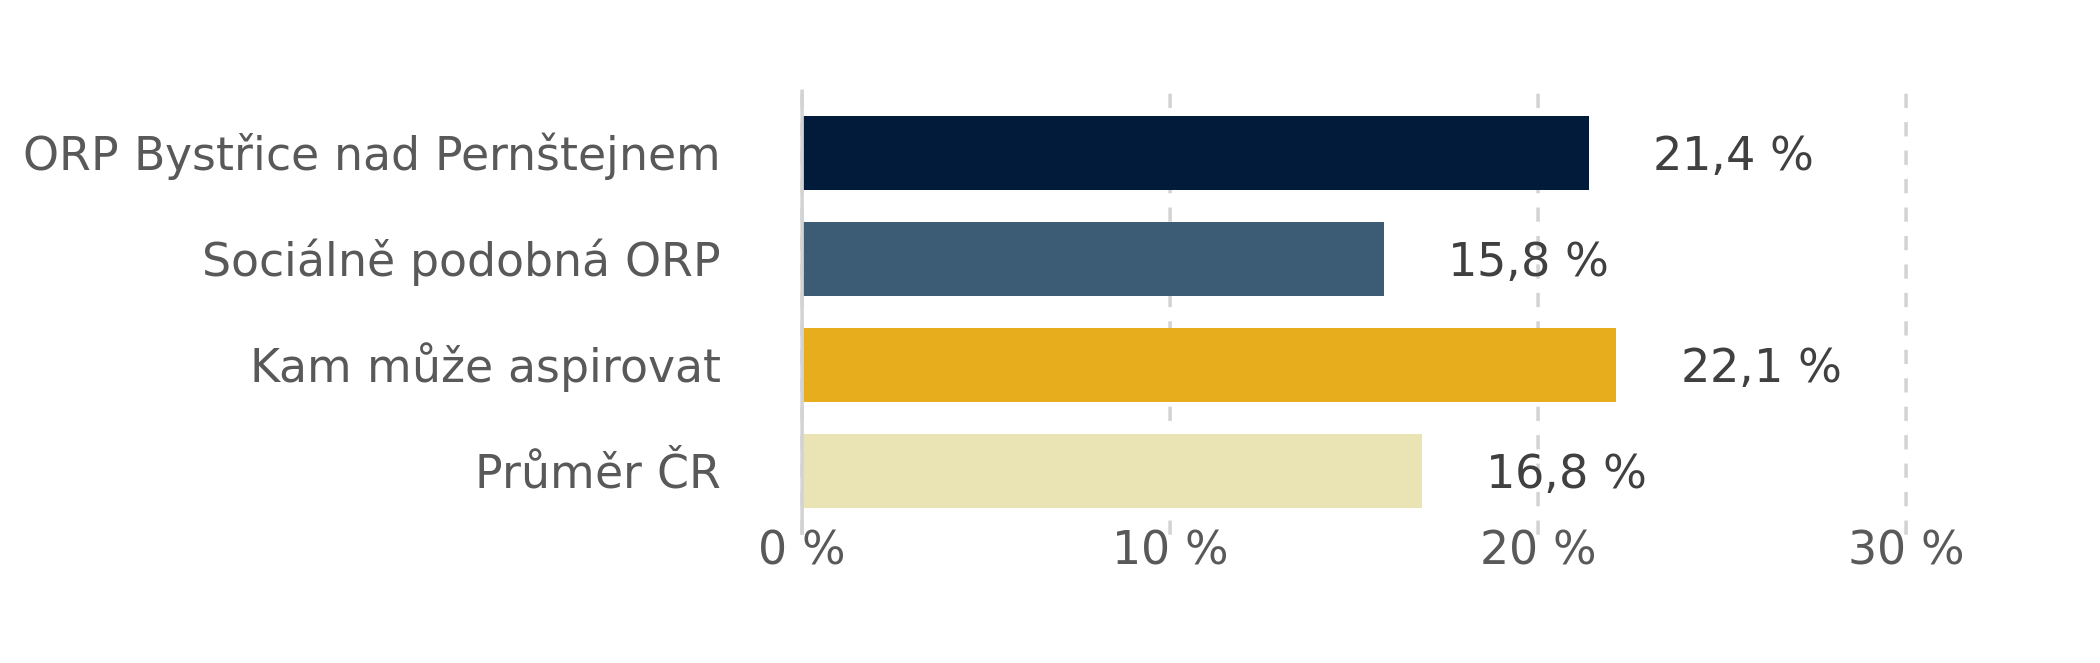 ORP Bystřice nad Pernštejnem 21,4 %
Sociálně podobná ORP 15,8 %
Kam může aspirovat 22,1 %
Průměr ČR 16,8 %
0 % 10 % 20 % 30 %